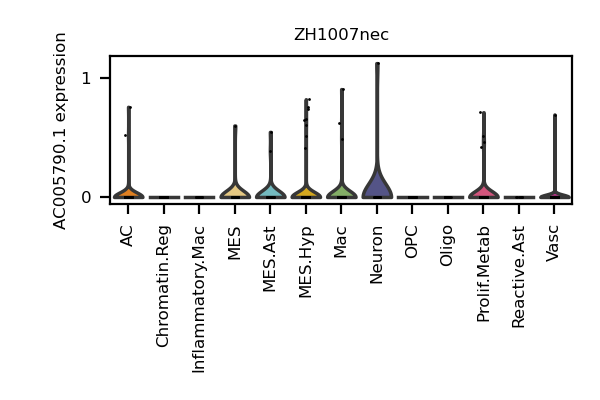 ZH1007nec
AC005790.1 expression
1
0
AC
Chromatin.Reg
Inflammatory.Mac
MES
MES.Ast
MES.Hyp
Mac
Neuron
OPC
Oligo
Prolif.Metab
Reactive.Ast
Vasc